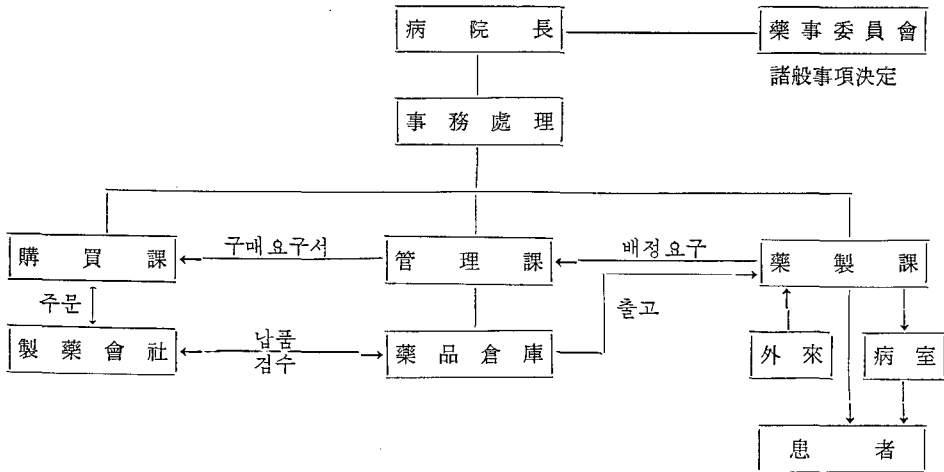 病院長
藥事委員會
諸般事項決定
事務處理
購買課
구매요구서
管理課
배정요구
藥製課
주문
출고
製藥會社
납품
검수
藥品倉庫
外來
病室
患者